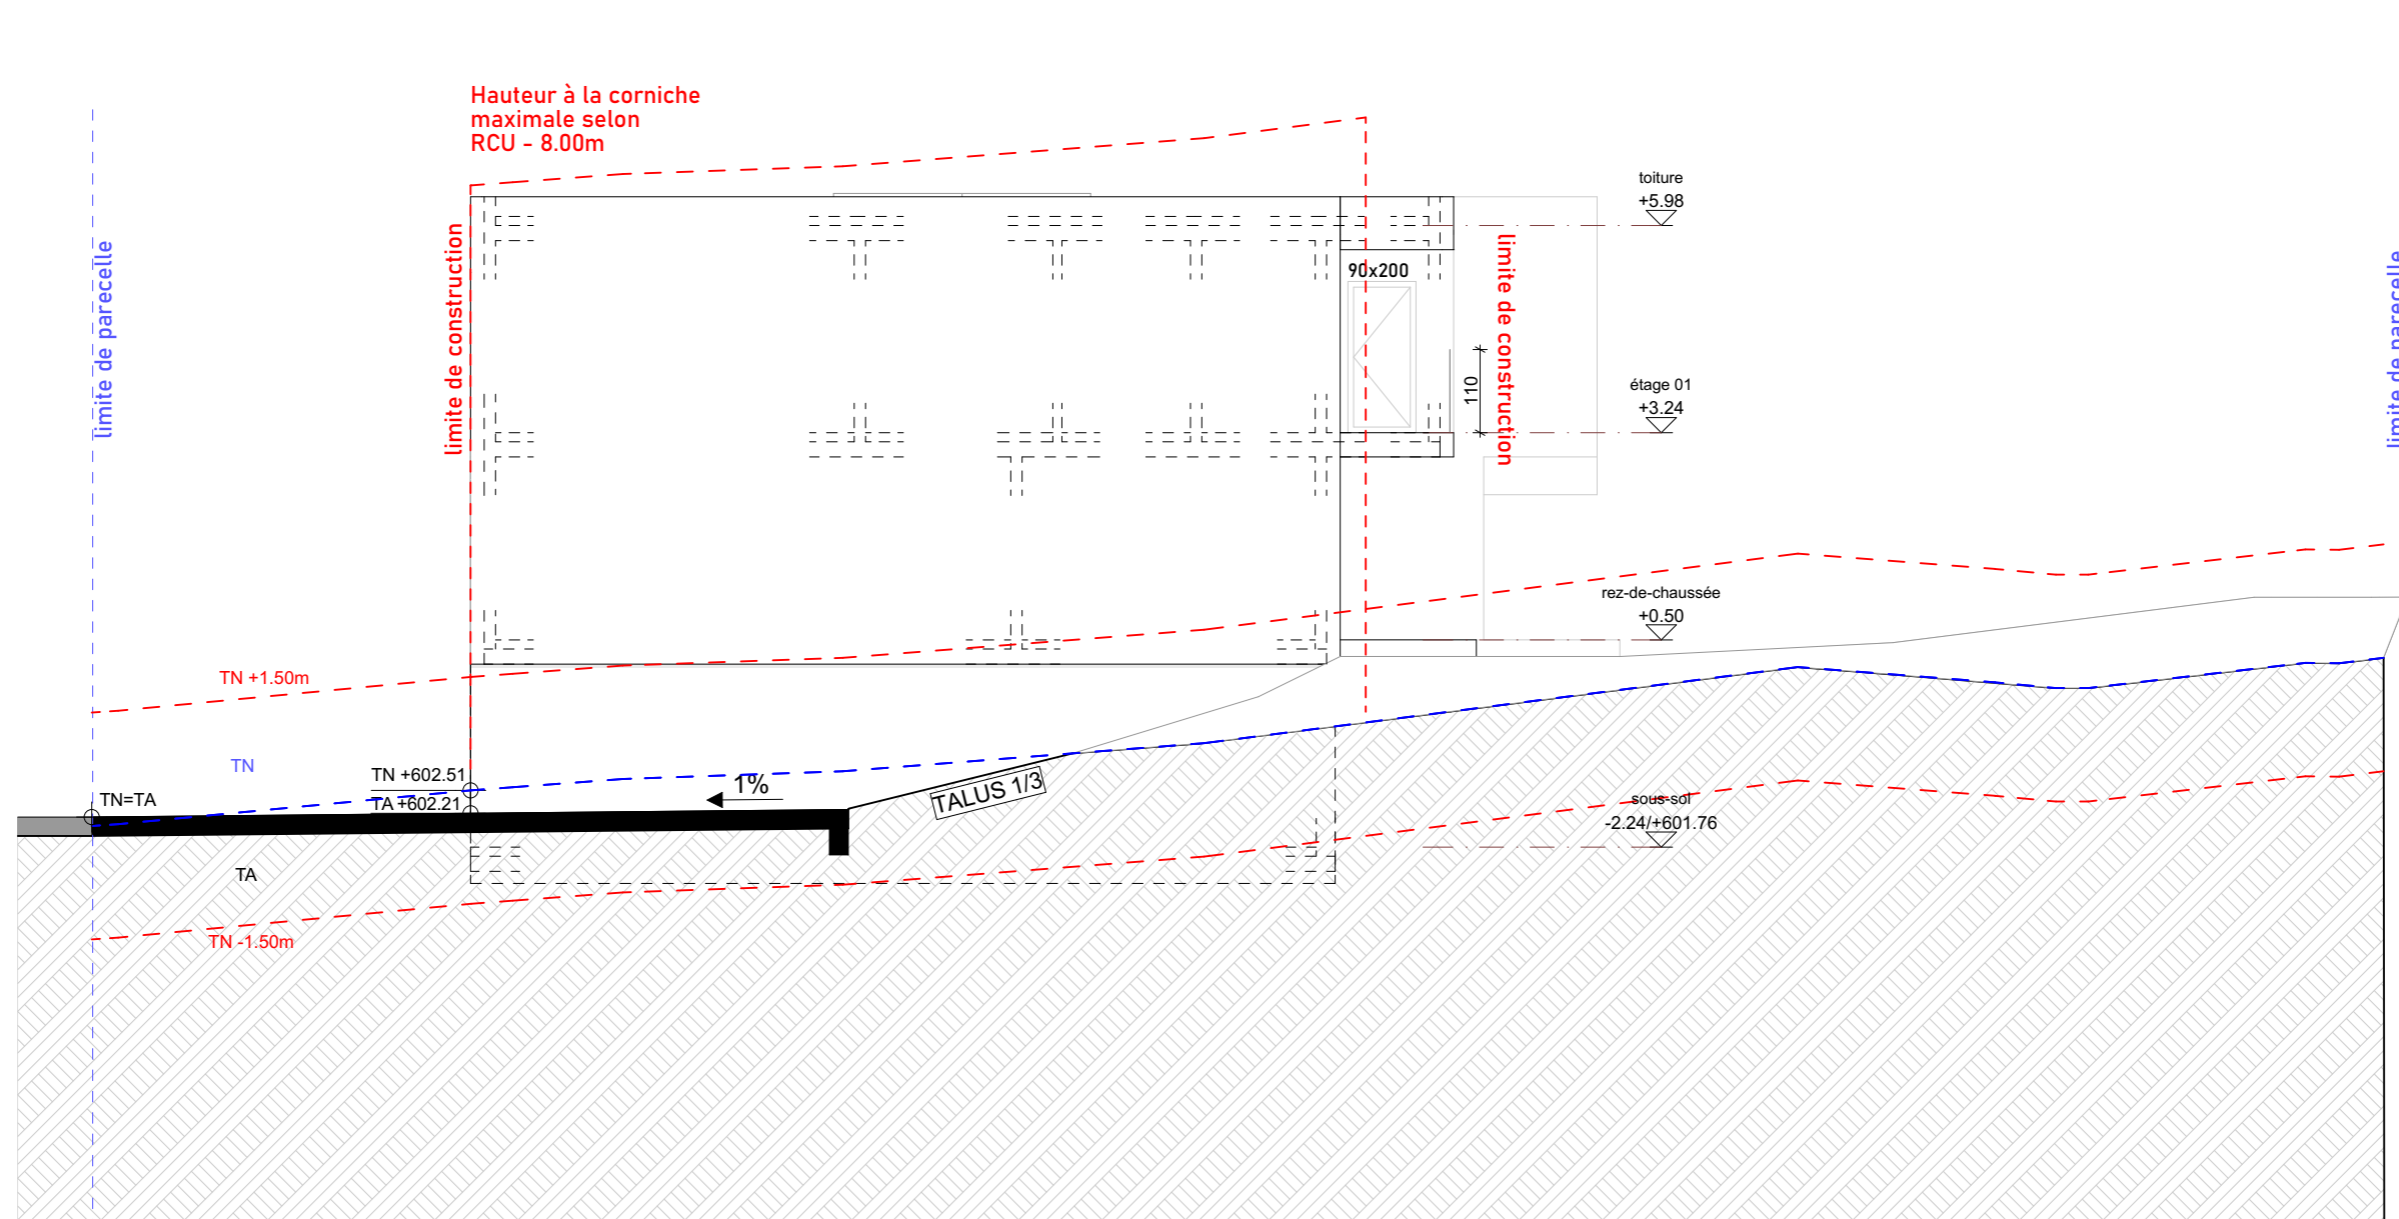 Hauteur à la corniche
maximale selon
RCU - 8.00m
toiture
+5.98
limite de parecelle
limite de construction
90x200
limite de construction
limite de parecelle
110
étage 01
+3.24
rez-de-chaussée
+0.50
TN +1.50m
TN
TN +602.51
TN=TA
TA +602.21
1%
TALUS 1/3
sous-sol
-2.24/+601.76
TA
TN -1.50m